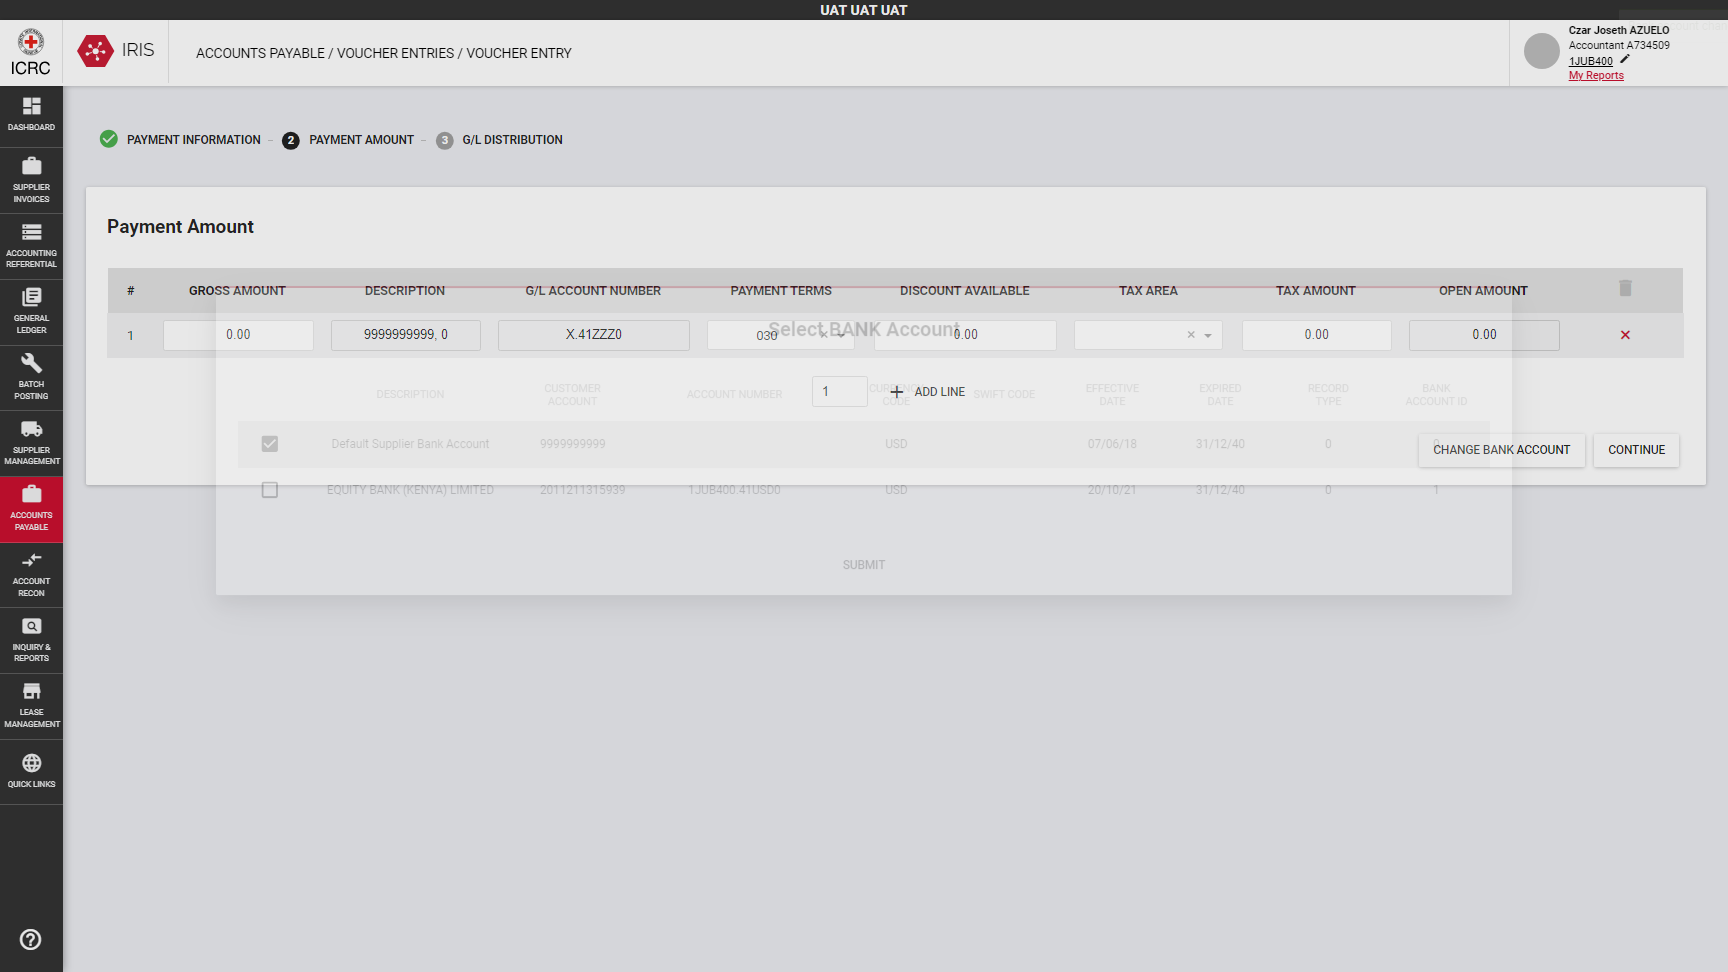 UAT UAT UAT
ICRC
IRIS
ACCOUNTS PAYABLE / VOUCHER ENTRIES / VOUCHER ENTRY
Czar Joseth AZUELO
Accountant A734509
1JUB400
My Reports
DASHBOARD
SUPPLIER INVOICES
ACCOUNTING REFERENTIAL
GENERAL LEDGER
BATCH POSTING
SUPPLIER MANAGEMENT
ACCOUNTS PAYABLE
ACCOUNT RECON
INQUIRY & REPORTS
LEASE MANAGEMENT
QUICK LINKS
PAYMENT INFORMATION – 2 PAYMENT AMOUNT – 3 G/L DISTRIBUTION
Payment Amount
# GROSS AMOUNT DESCRIPTION G/L ACCOUNT NUMBER PAYMENT TERMS DISCOUNT AVAILABLE TAX AREA TAX AMOUNT OPEN AMOUNT
1 0.00 9999999999, 0 X.41ZZZ0 030 0.00 0.00 0.00
1 ADD LINE
CHANGE BANK ACCOUNT CONTINUE
Select BANK Account
DESCRIPTION CUSTOMER ACCOUNT ACCOUNT NUMBER CURRENCY CODE SWIFT CODE EFFECTIVE DATE EXPIRED DATE RECORD TYPE BANK ACCOUNT ID
Default Supplier Bank Account 9999999999 USD 07/06/18 31/12/40 0 0
EQUITY BANK (KENYA) LIMITED 2011211315939 1JUB400.41USD0 USD 20/10/21 31/12/40 0 1
SUBMIT